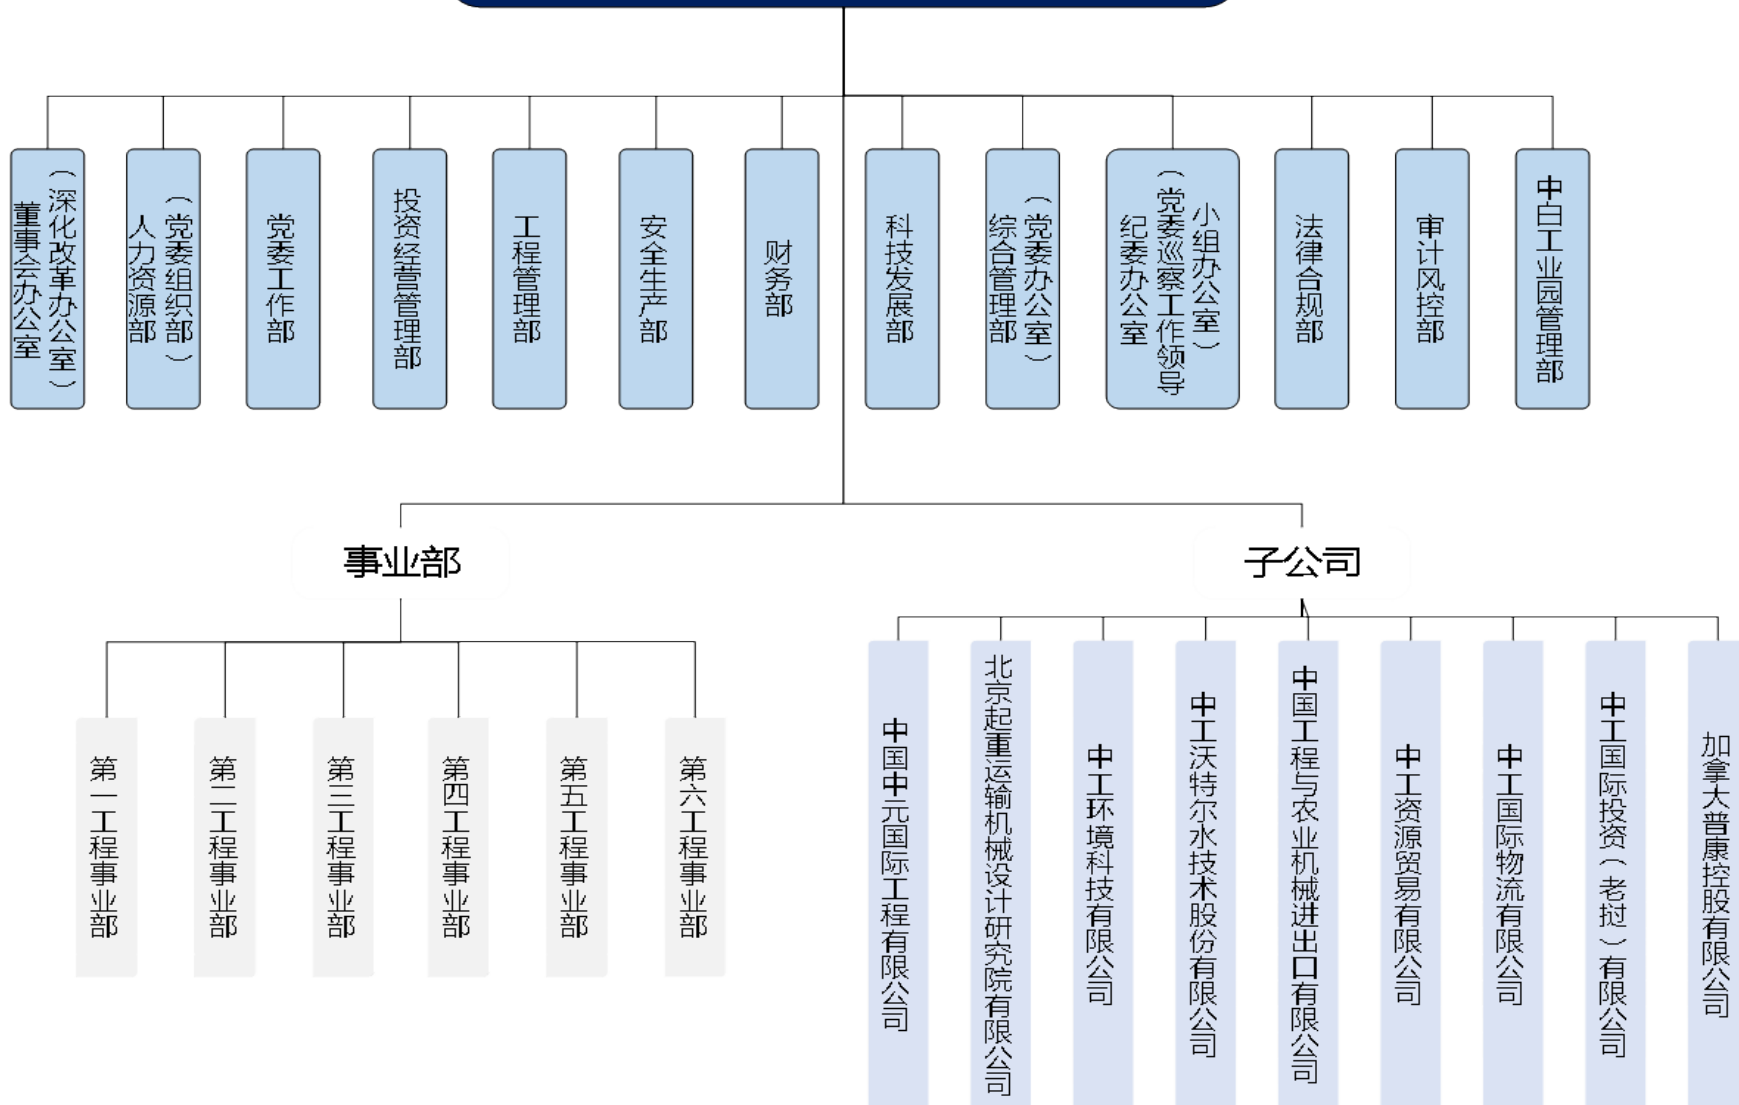 董事会办公室
（深化改革办公室）
人力资源部
（党委组织部）
党委工作部
投资经营管理部
工程管理部
安全生产部
财务部
科技发展部
综合管理部
（党委办公室）
纪委办公室
（党委巡察工作领导
小组办公室）
法律合规部
审计风控部
中白工业园管理部
事业部
子公司
第一工程事业部
第二工程事业部
第三工程事业部
第四工程事业部
第五工程事业部
第六工程事业部
中国中元国际工程有限公司
北京起重运输机械设计研究院有限公司
中工环境科技有限公司
中工沃特尔水技术股份有限公司
中国工程与农业机械进出口有限公司
中工资源贸易有限公司
中工国际物流有限公司
中工国际投资（老挝）有限公司
加拿大普康控股有限公司